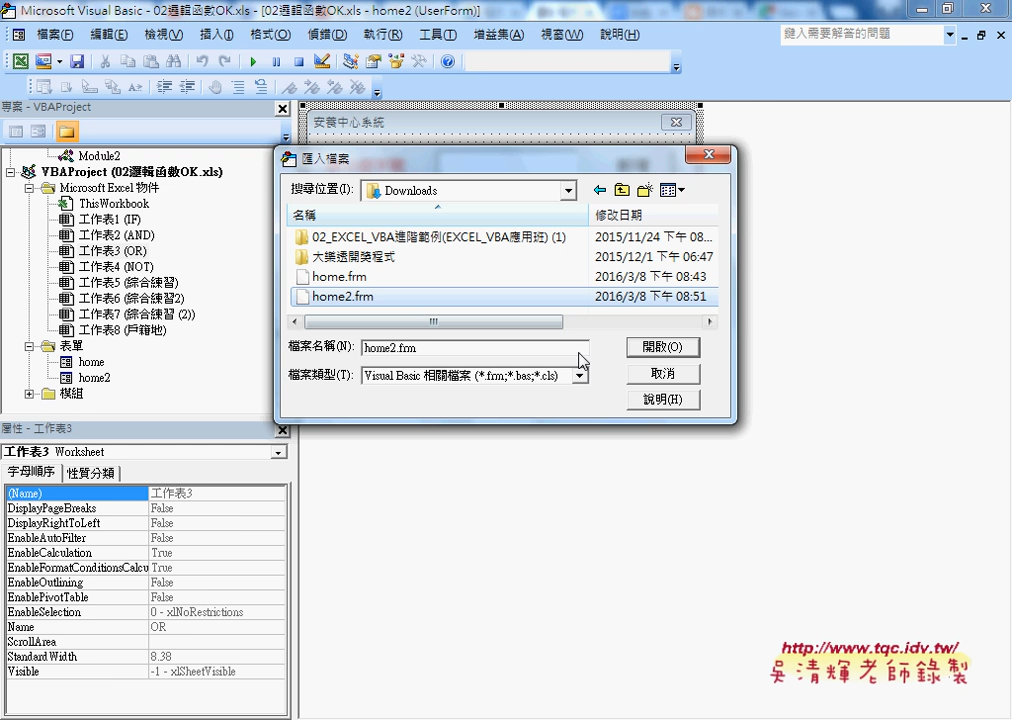 Microsoft Visual Basic - 02邏輯函數OK.xls - [02邏輯函數OK.xls - home2 (UserForm)]
檔案(F) 編輯(E) 檢視(V) 插入(I) 格式(O) 偵錯(D) 執行(R) 工具(T) 增益集(A) 視窗(W) 說明(H) 鍵入需要解答的問題
專案 - VBAProject
安養中心系統
Module2
VBAProject (02邏輯函數OK.xls)
Microsoft Excel 物件
ThisWorkbook
工作表1 (IF)
工作表2 (AND)
工作表3 (OR)
工作表4 (NOT)
工作表5 (綜合練習)
工作表6 (綜合練習2)
工作表7 (綜合練習 (2))
工作表8 (戶籍地)
表單
home
home2
模組
匯入檔案
搜尋位置(I): Downloads
名稱 修改日期
02_EXCEL_VBA進階範例(EXCEL_VBA應用班) (1) 2015/11/24 下午 08...
大樂透開獎程式 2015/12/1 下午 06:47
home.frm 2016/3/8 下午 08:43
home2.frm 2016/3/8 下午 08:51
檔案名稱(N): home2.frm 開啟(O)
檔案類型(T): Visual Basic 相關檔案 (*.frm;*.bas;*.cls) 取消
說明(H)
屬性 - 工作表3
工作表3 Worksheet
字母順序 性質分類
(Name) 工作表3
DisplayPageBreaks False
DisplayRightToLeft False
EnableAutoFilter False
EnableCalculation True
EnableFormatConditionsCalcu True
EnableOutlining False
EnablePivotTable False
EnableSelection 0 - xlNoRestrictions
Name OR
ScrollArea
StandardWidth 8.38
Visible -1 - xlSheetVisible
http://www.tqc.idv.tw/
吳清輝老師錄製